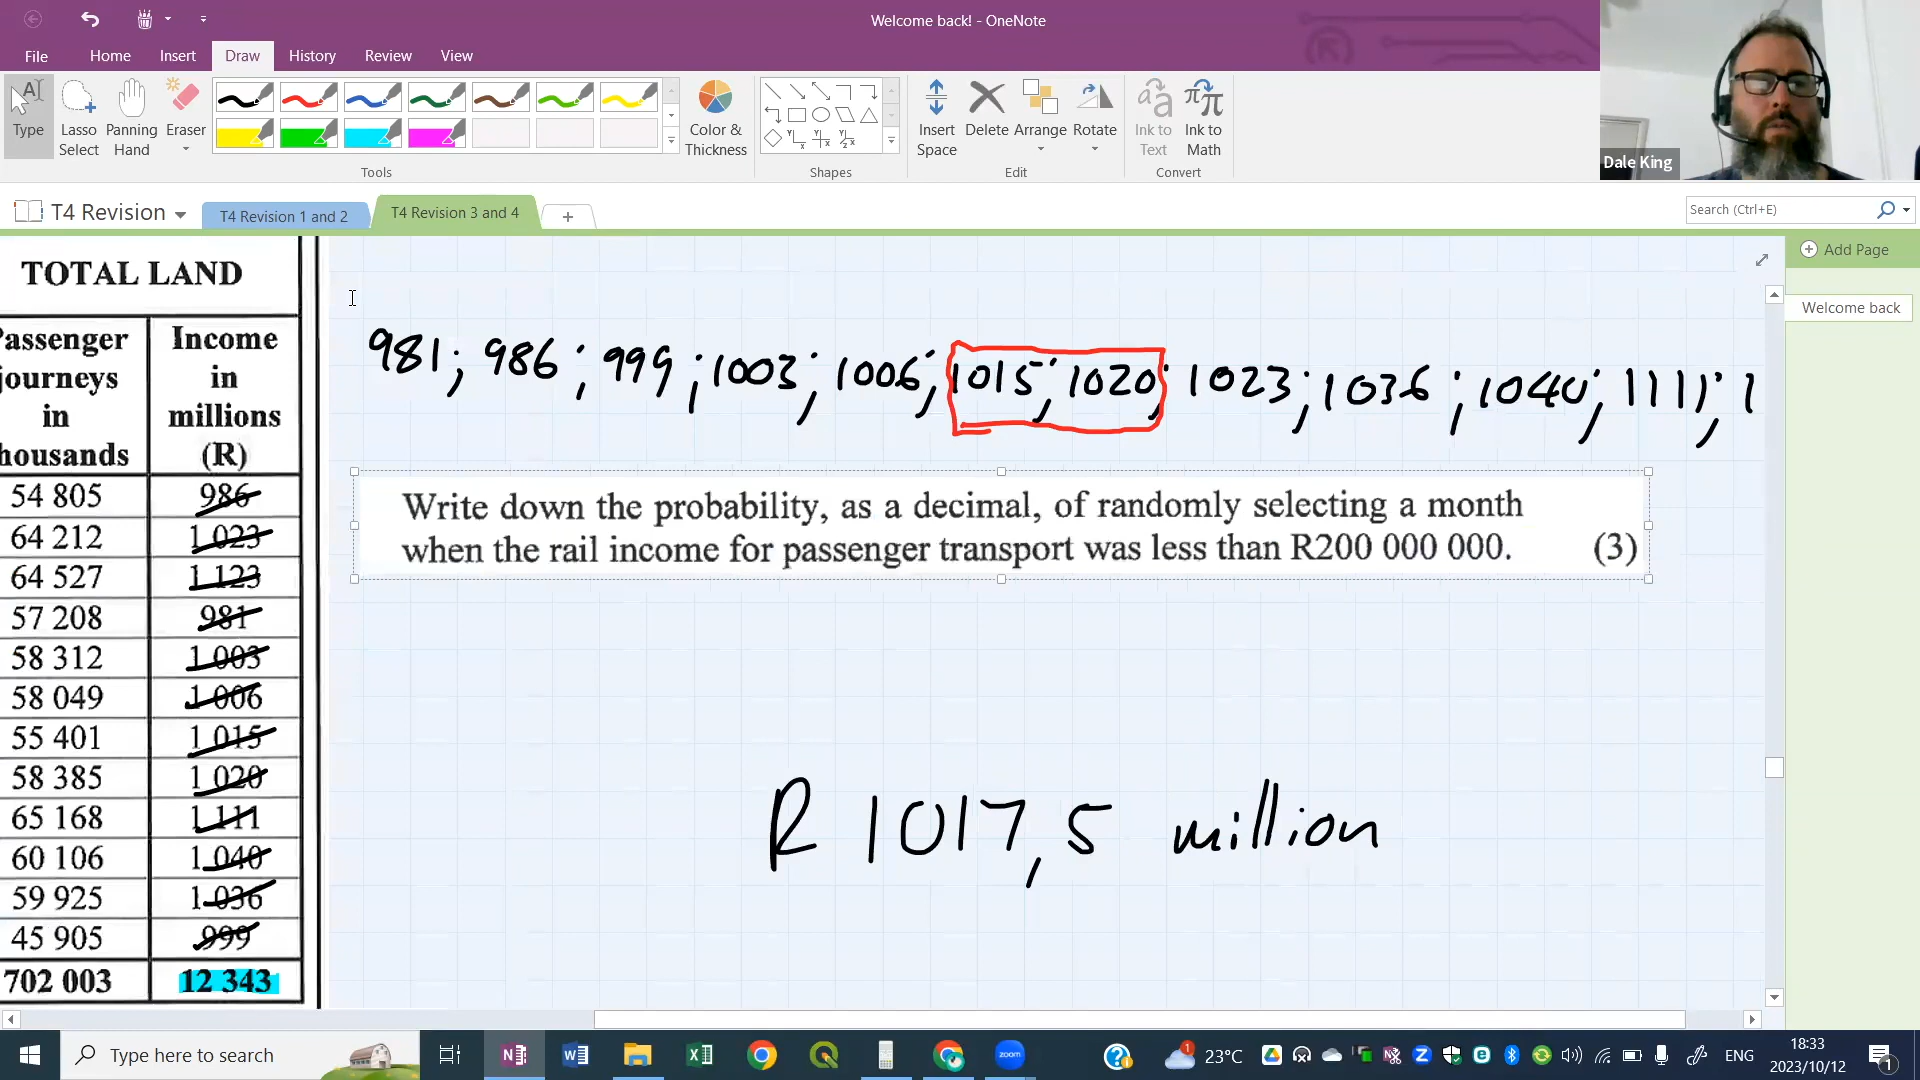 Welcome back! - OneNote
File Home Insert Draw History Review View
Type
Lasso Select
Panning Hand
Eraser
Color & Thickness
Insert Space
Delete
Arrange
Rotate
Ink to Text
Ink to Math
Tools
Shapes
Edit
Convert
Dale King
T4 Revision
T4 Revision 1 and 2
T4 Revision 3 and 4
Search (Ctrl+E)
Add Page
Welcome back
TOTAL LAND
Passenger journeys in thousands
Income in millions (R)
54 805 986
64 212 1 023
64 527 1 123
57 208 981
58 312 1 003
58 049 1 006
55 401 1 015
58 385 1 020
65 168 1 111
60 106 1 040
59 925 1 036
45 905 999
702 003 12 343
981; 986; 999; 1003; 1006; 1015; 1020; 1023; 1036; 1040; 1111; 1
Write down the probability, as a decimal, of randomly selecting a month
when the rail income for passenger transport was less than R200 000 000. (3)
R 1017,5 million
Type here to search
23°C
ENG
18:33
2023/10/12